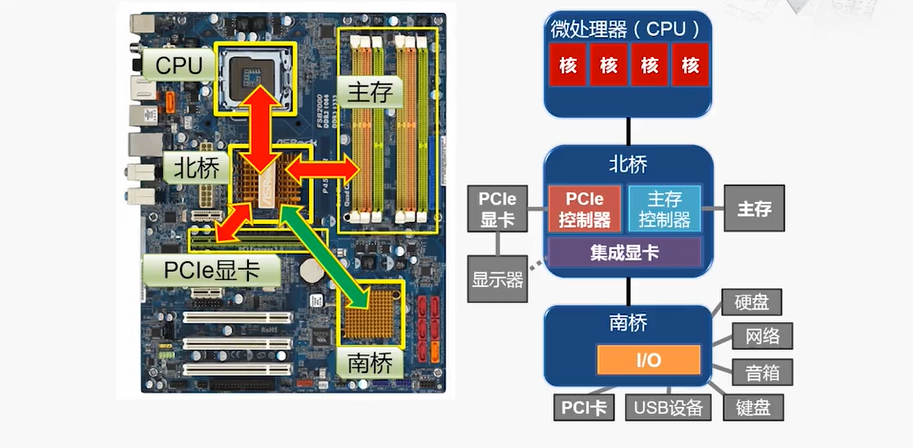 CPU
主存
北桥
PCIe显卡
南桥
FSB2000
微处理器（CPU）
核 核 核 核
北桥
PCIe
显卡
PCIe
控制器
主存
控制器
主存
集成显卡
显示器
南桥
I/O
硬盘
网络
音箱
键盘
USB设备
PCI卡